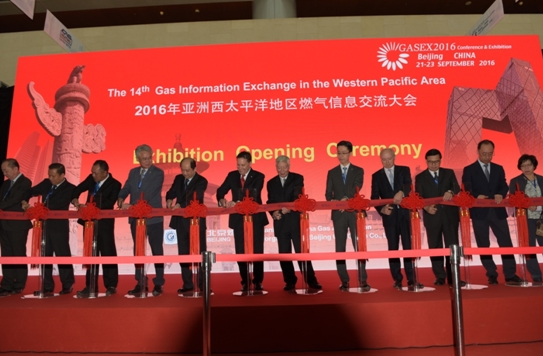 GASEX2016 Conference & Exhibition
Beijing CHINA
21-23 SEPTEMBER 2016
The 14th Gas Information Exchange in the Western Pacific Area
2016年亚洲西太平洋地区燃气信息交流大会
Exhibition Opening Ceremony
BEIJING